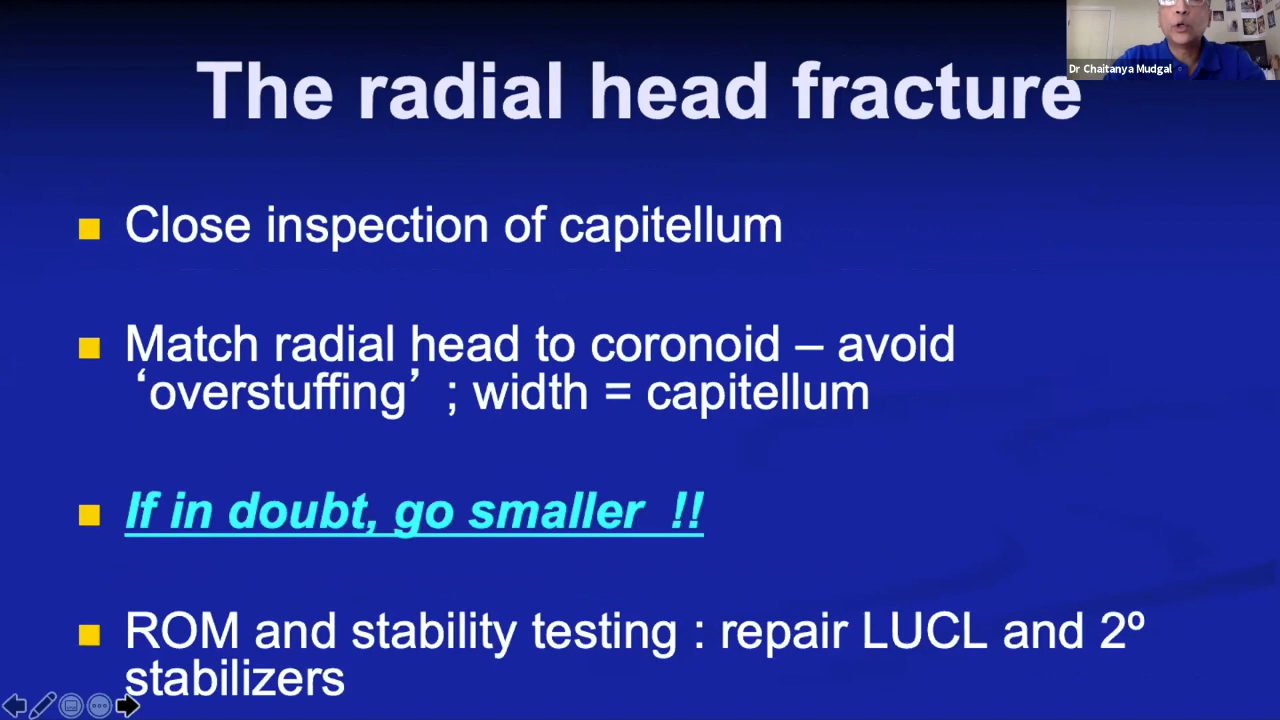 The radial head fracture
Dr Chaitanya Mudgal
Close inspection of capitellum
Match radial head to coronoid – avoid
‘overstuffing’ ; width = capitellum
If in doubt, go smaller !!
ROM and stability testing : repair LUCL and 2º
stabilizers